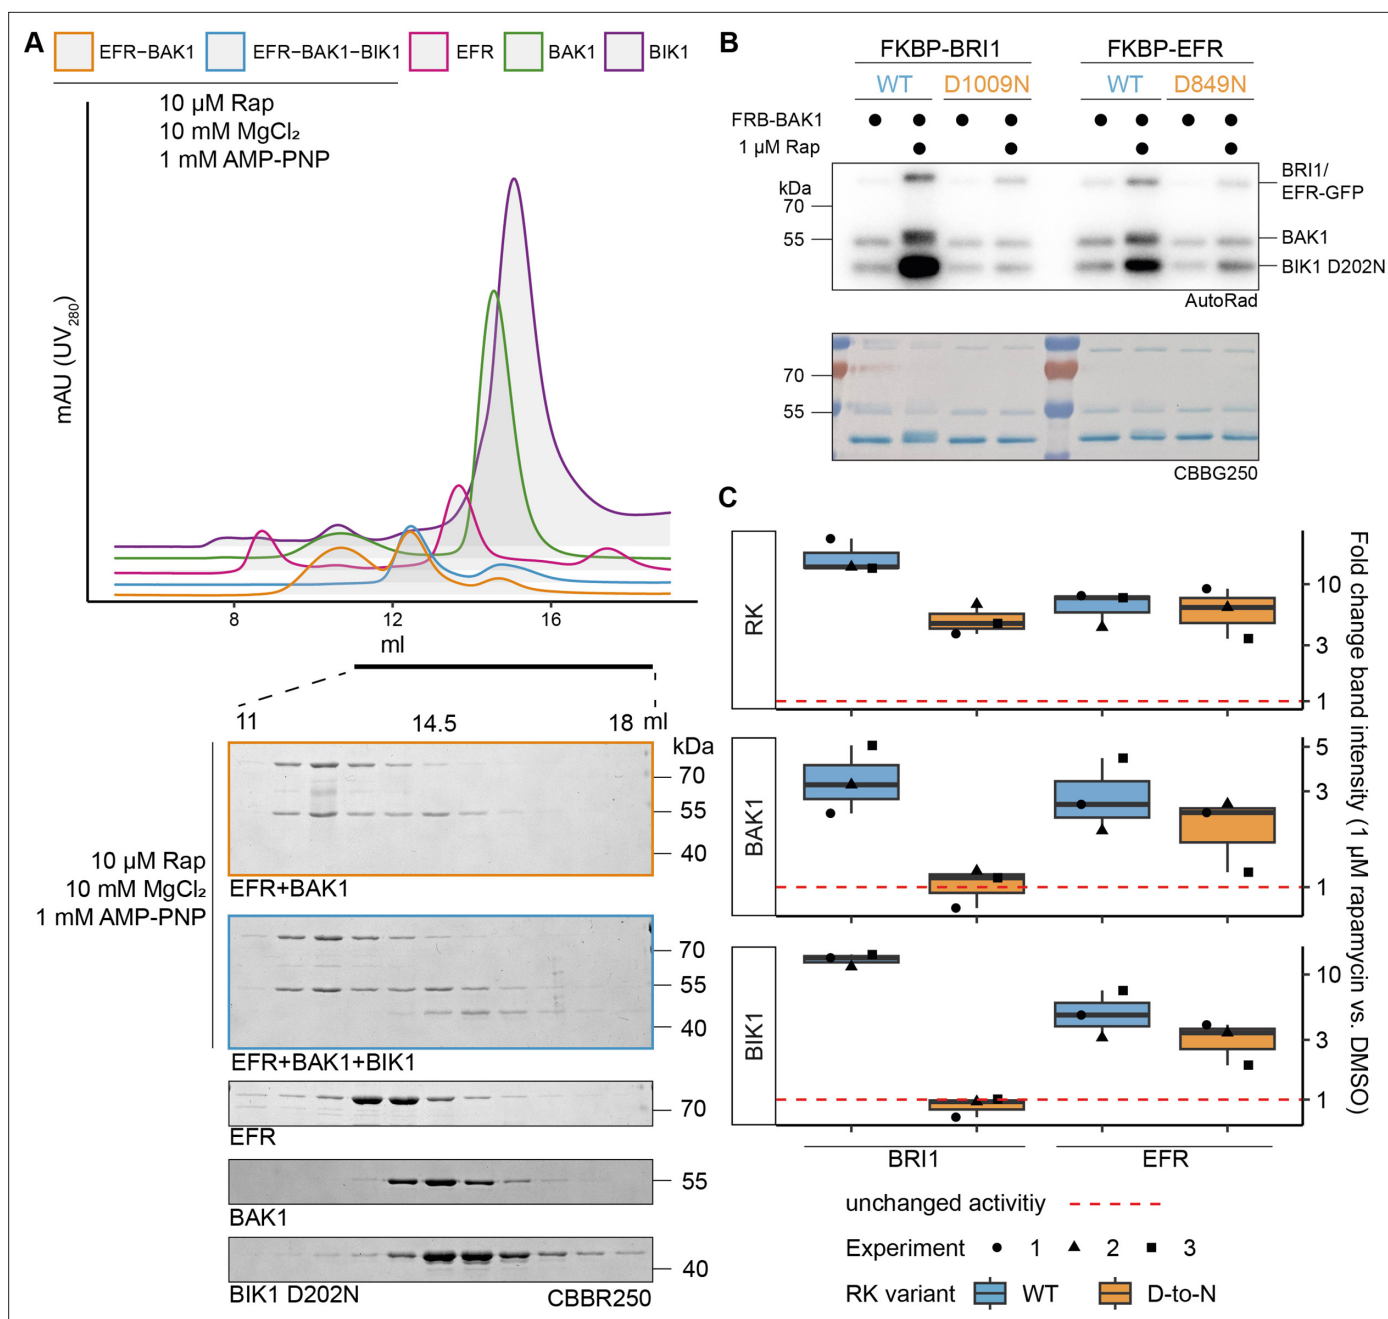 A
EFR–BAK1 EFR–BAK1–BIK1 EFR BAK1 BIK1
10 µM Rap
10 mM MgCl₂
1 mM AMP-PNP
mAU (UV₂₈₀)
8 12 16
ml
11 14.5 18 ml
kDa
70
55
40
10 µM Rap
10 mM MgCl₂
1 mM AMP-PNP
EFR+BAK1
70
55
40
EFR+BAK1+BIK1
70
EFR
55
BAK1
40
BIK1 D202N CBBR250
B
FKBP-BRI1 FKBP-EFR
WT D1009N WT D849N
FRB-BAK1
1 µM Rap
kDa
70
55
BRI1/
EFR-GFP
BAK1
BIK1 D202N
AutoRad
70
55
CBBG250
C
RK
10
3
1
BAK1
5
3
1
BIK1
10
3
1
Fold change band intensity (1 µM rapamycin vs. DMSO)
BRI1 EFR
unchanged activitiy
Experiment 1 2 3
RK variant WT D-to-N